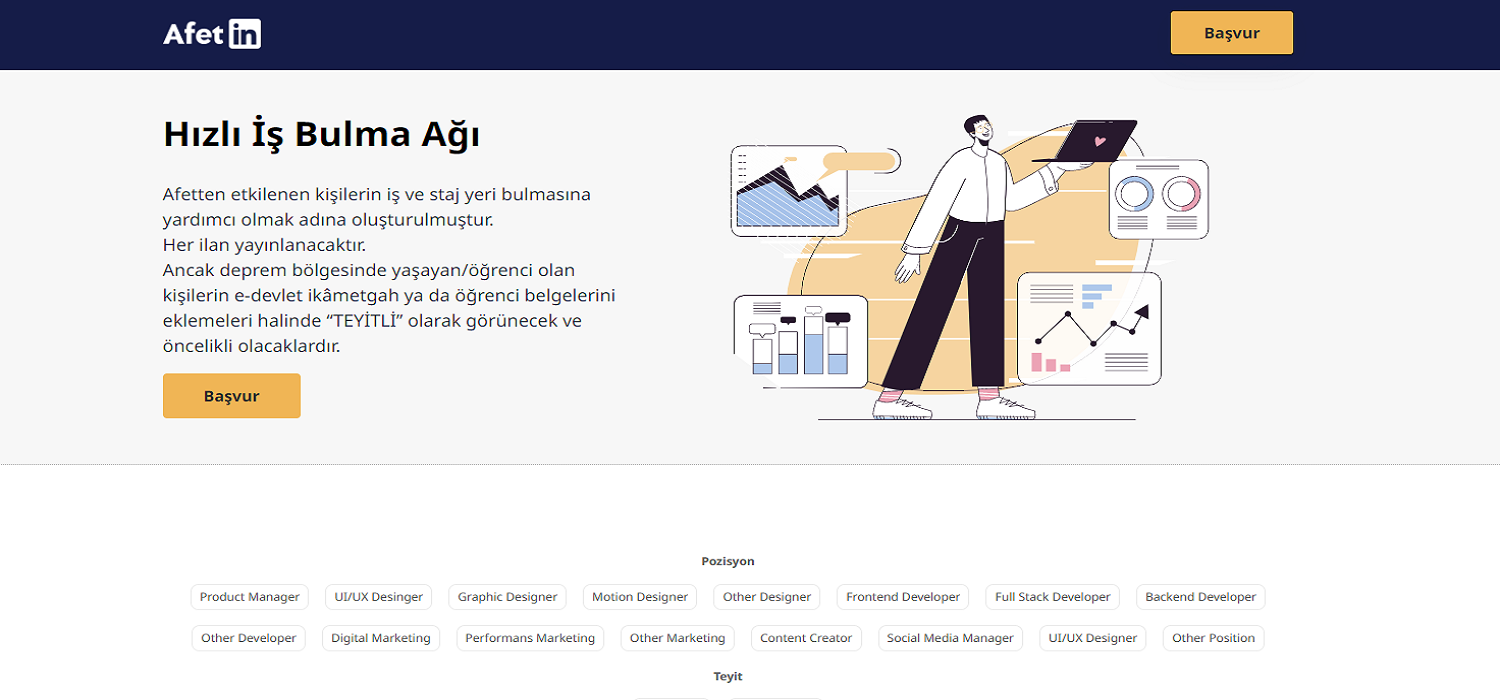 Afet in
Başvur
Hızlı İş Bulma Ağı
Afetten etkilenen kişilerin iş ve staj yeri bulmasına
yardımcı olmak adına oluşturulmuştur.
Her ilan yayınlanacaktır.
Ancak deprem bölgesinde yaşayan/öğrenci olan
kişilerin e-devlet ikâmetgah ya da öğrenci belgelerini
eklemeleri halinde “TEYİTLİ” olarak görünecek ve
öncelikli olacaklardır.
Başvur
Pozisyon
Product Manager UI/UX Desinger Graphic Designer Motion Designer Other Designer Frontend Developer Full Stack Developer Backend Developer
Other Developer Digital Marketing Performans Marketing Other Marketing Content Creator Social Media Manager UI/UX Designer Other Position
Teyit